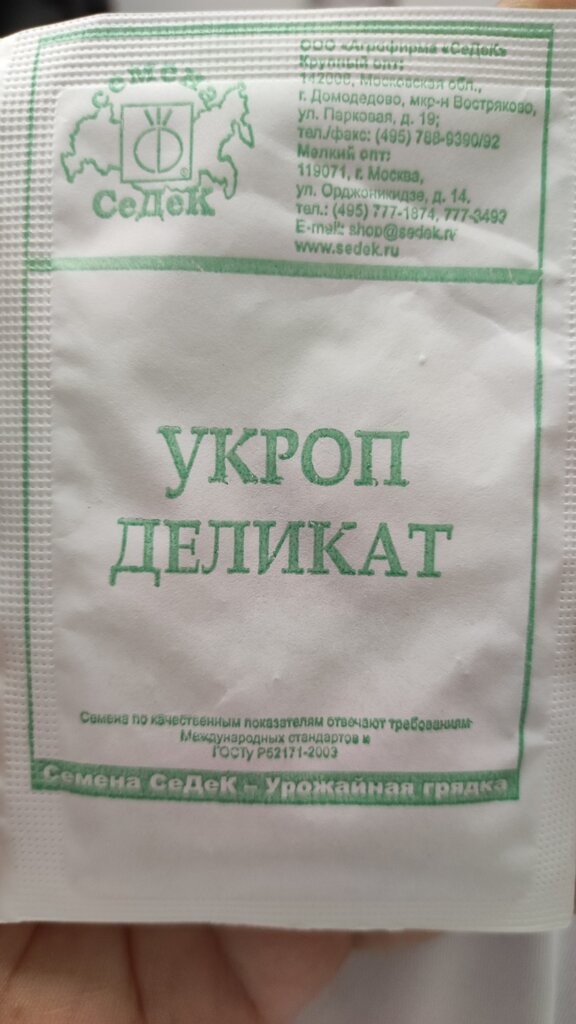 семена
СеДеК
ООО «Агрофирма «СеДеК»
Крупный опт:
142000, Московская обл.,
г. Домодедово, мкр-н Востряково,
ул. Парковая, д. 19;
тел./факс: (495) 788-9390/92
Мелкий опт:
119071, г. Москва,
ул. Орджоникидзе, д. 14,
тел.: (495) 777-1874, 777-3493
E-mail: shop@sedek.ru
www.sedek.ru
УКРОП
ДЕЛИКАТ
Семена по качественным показателям отвечают требованиям
Международных стандартов и
ГОСТу Р52171-2003
Семена СеДеК – Урожайная грядка